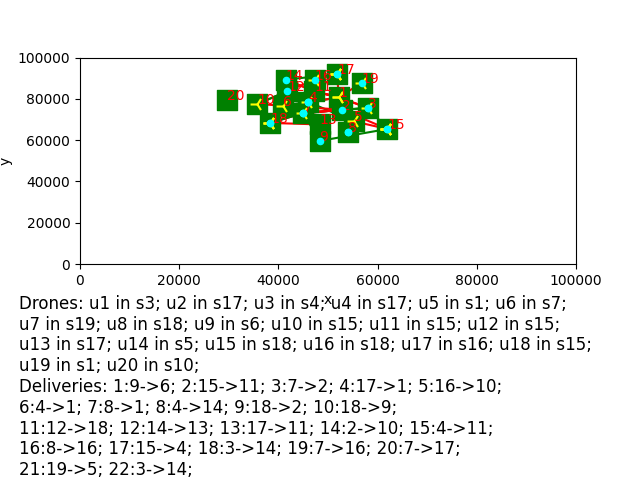 100000
80000
60000
40000
20000
0
y
20
17
19
15
0 20000 40000 60000 80000 100000
x
Drones: u1 in s3; u2 in s17; u3 in s4; u4 in s17; u5 in s1; u6 in s7;
u7 in s19; u8 in s18; u9 in s6; u10 in s15; u11 in s15; u12 in s15;
u13 in s17; u14 in s5; u15 in s18; u16 in s18; u17 in s16; u18 in s15;
u19 in s1; u20 in s10;
Deliveries: 1:9->6; 2:15->11; 3:7->2; 4:17->1; 5:16->10;
6:4->1; 7:8->1; 8:4->14; 9:18->2; 10:18->9;
11:12->18; 12:14->13; 13:17->11; 14:2->10; 15:4->11;
16:8->16; 17:15->4; 18:3->14; 19:7->16; 20:7->17;
21:19->5; 22:3->14;